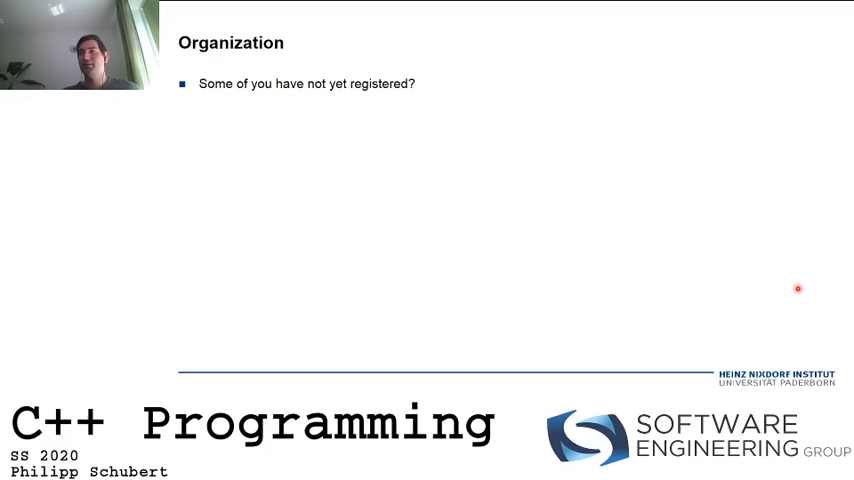 Organization
Some of you have not yet registered?
HEINZ NIXDORF INSTITUT
UNIVERSITÄT PADERBORN
C++ Programming
SS 2020
Philipp Schubert
SOFTWARE
ENGINEERING GROUP